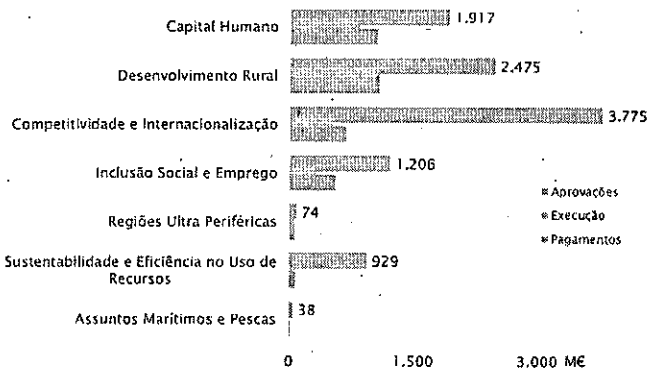 Capital Humano 1.917
Desenvolvimento Rural 2.475
Competitividade e Internacionalização 3.775
Inclusão Social e Emprego 1.206
Aprovações
Regiões Ultra Periféricas 74
Execução
Pagamentos
Sustentabilidade e Eficiência no Uso de 929
Recursos
Assuntos Marítimos e Pescas 38
0 1.500 3.000 M€